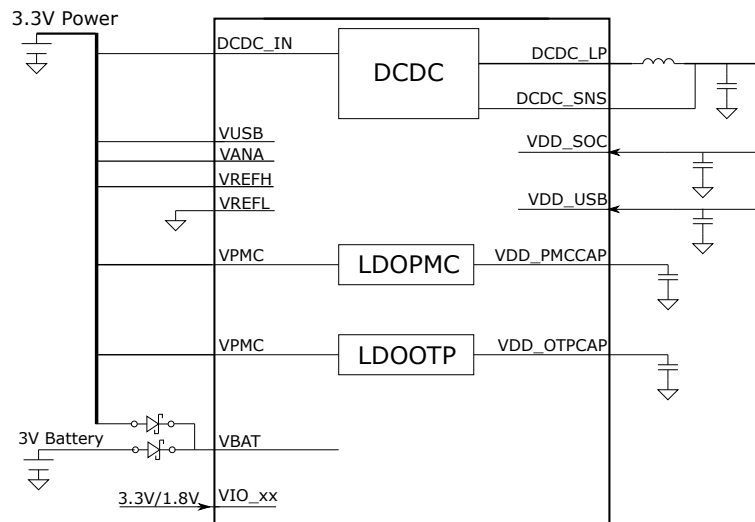 3.3V Power
DCDC_IN
DCDC
DCDC_LP
DCDC_SNS
VUSB
VANA
VREFH
VREFL
VDD_SOC
VDD_USB
VPMC
LDOPMC
VDD_PMCCAP
VPMC
LDOOTP
VDD_OTPCAP
3V Battery
VBAT
3.3V/1.8V
VIO_xx